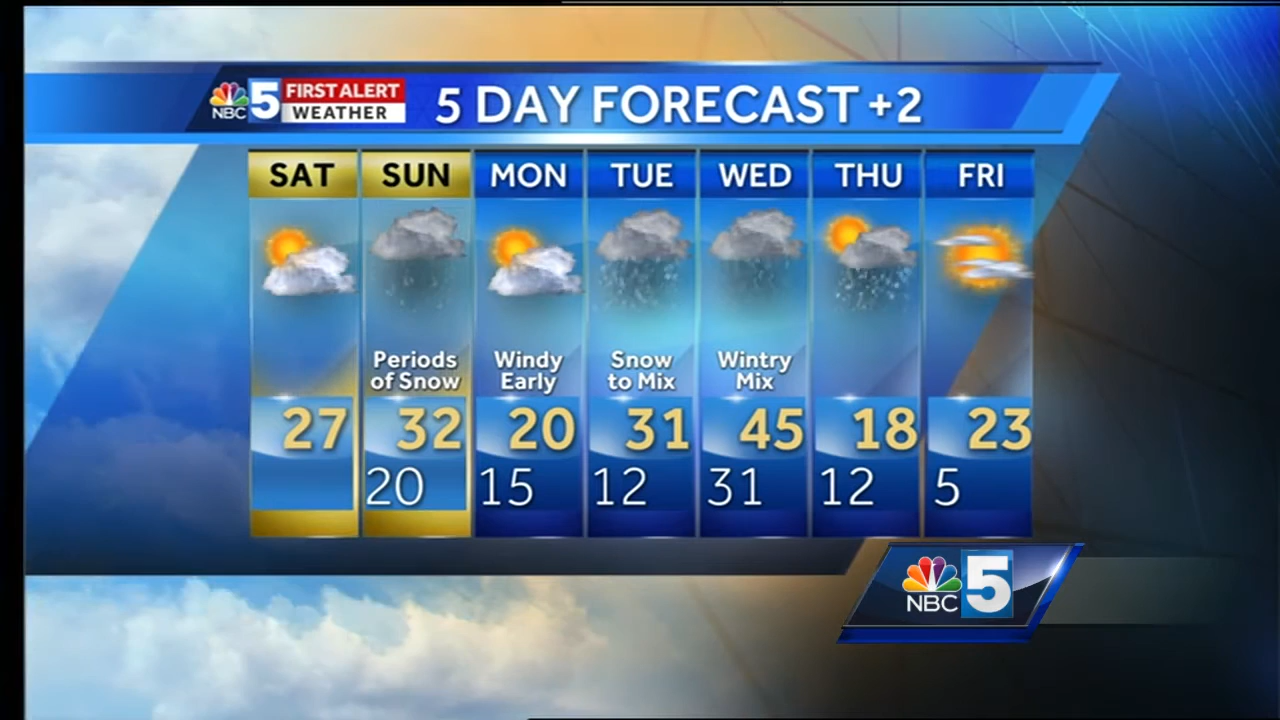 NBC 5 FIRST ALERT WEATHER
5 DAY FORECAST +2
SAT SUN MON TUE WED THU FRI
Periods of Snow
Windy Early
Snow to Mix
Wintry Mix
27 32 20 31 45 18 23
20 15 12 31 12 5
NBC 5